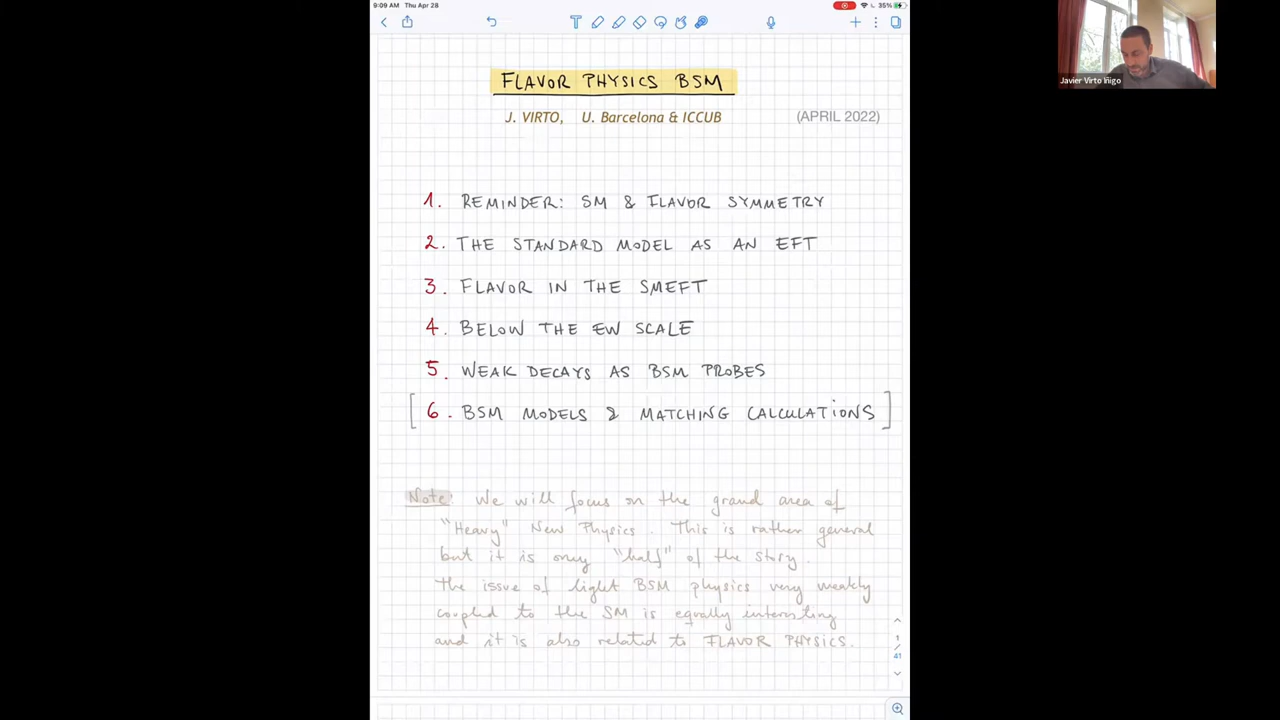 9:09 AM Thu Apr 28
35%
FLAVOR PHYSICS BSM
J. VIRTO, U. Barcelona & ICCUB (APRIL 2022)
1. REMINDER: SM & FLAVOR SYMMETRY
2. THE STANDARD MODEL AS AN EFT
3. FLAVOR IN THE SMEFT
4. BELOW THE EW SCALE
5. WEAK DECAYS AS BSM PROBES
[6. BSM MODELS & MATCHING CALCULATIONS]
Note: We will focus on the grand area of
"Heavy" New Physics. This is rather general
but it is only "half" of the story.
The issue of light BSM physics very weakly
coupled to the SM is equally interesting
and it is also related to FLAVOR PHYSICS.
1
/
41
Javier Virto Iñigo